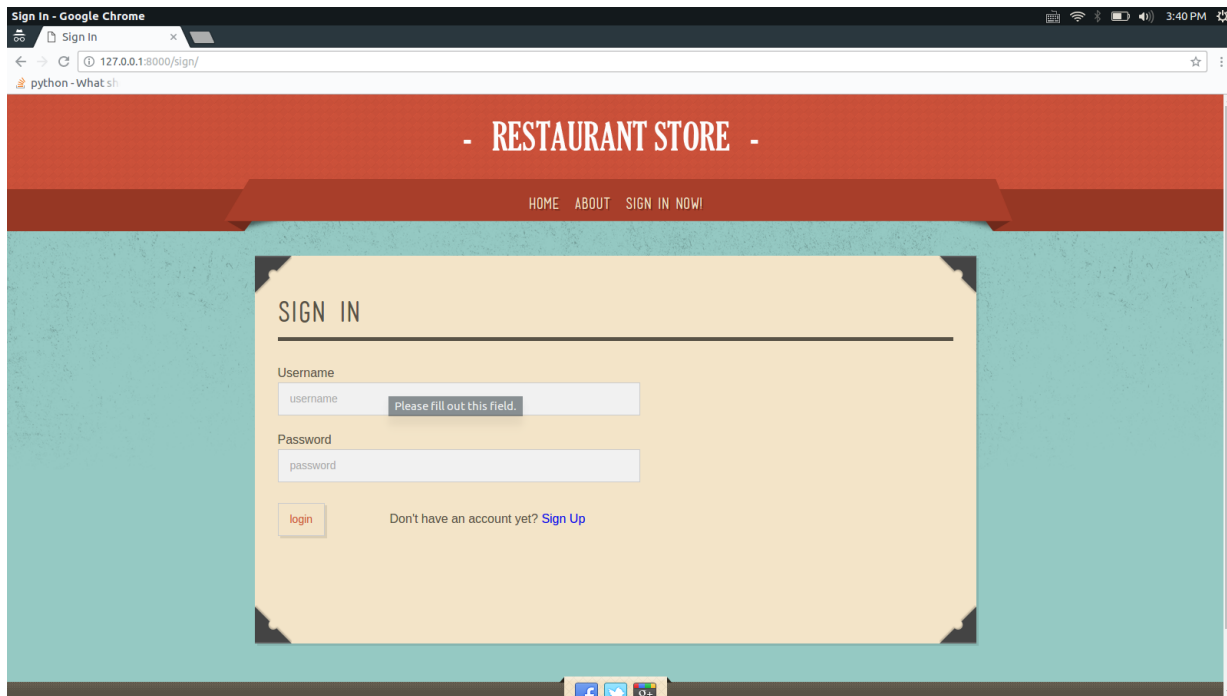 Sign In - Google Chrome
3:40 PM
Sign In
127.0.0.1:8000/sign/
python - What sh
- RESTAURANT STORE -
HOME ABOUT SIGN IN NOW!
SIGN IN
Username
username
Please fill out this field.
Password
password
login
Don't have an account yet? Sign Up